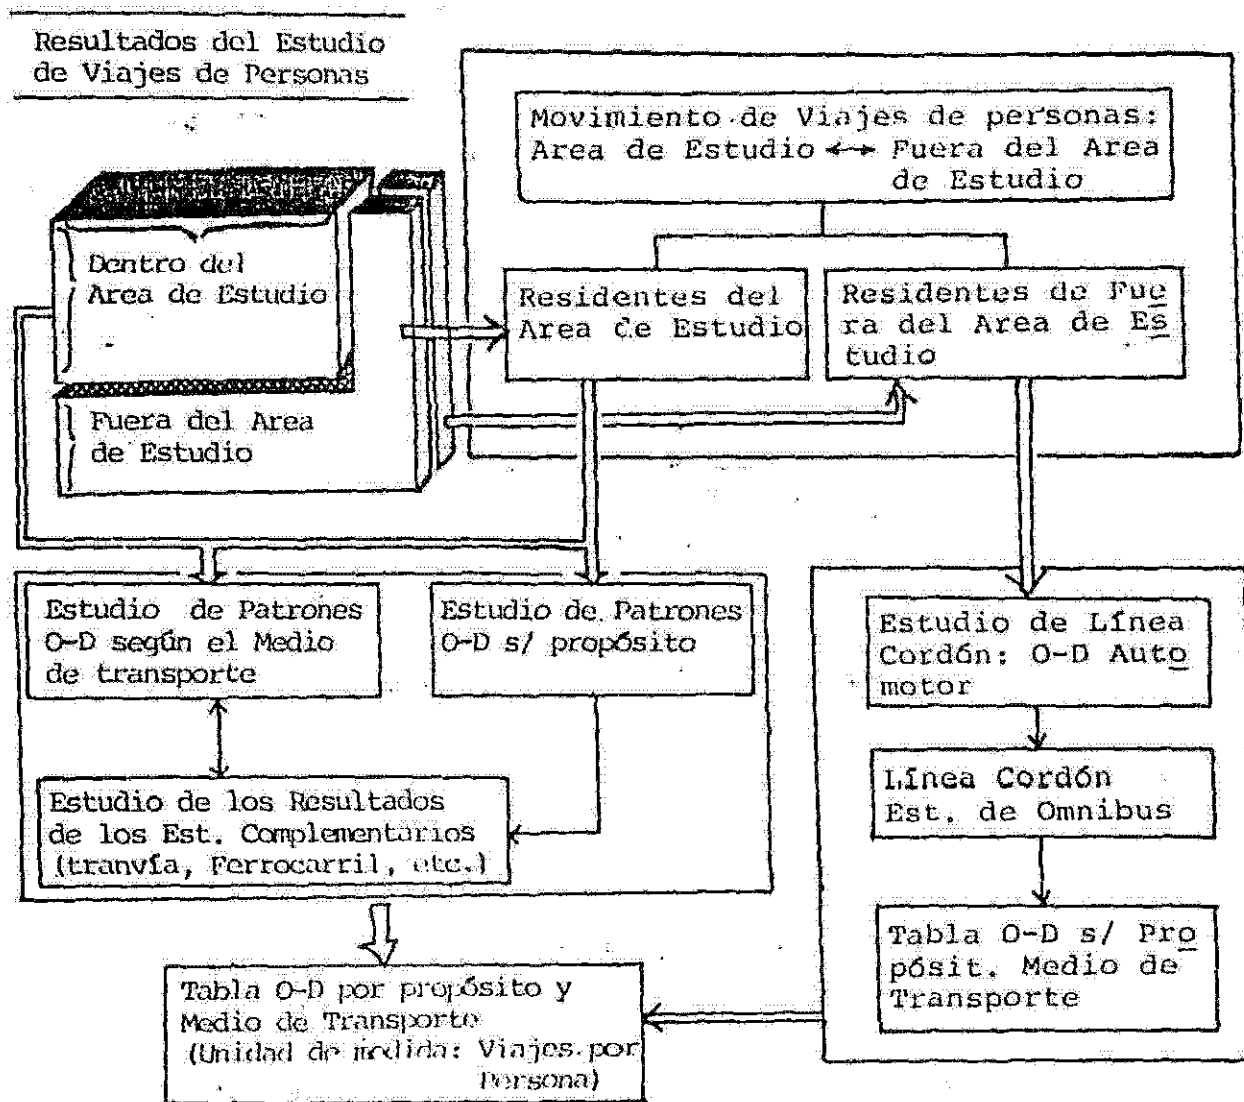 Resultados del Estudio
de Viajes de Personas
Movimiento de Viajes de personas:
Area de Estudio ↔ Fuera del Area
de Estudio
Dentro del
Area de Estudio
Fuera del Area
de Estudio
Residentes del
Area de Estudio
Residentes de Fue
ra del Area de Es
tudio
Estudio de Patrones
O-D según el Medio
de transporte
Estudio de Patrones
O-D s/ propósito
Estudio de los Resultados
de los Est. Complementarios
(tranvía, Ferrocarril, etc.)
Estudio de Línea
Cordón: O-D Auto
motor
Línea Cordón
Est. de Omnibus
Tabla O-D s/ Pro
pósit. Medio de
Transporte
Tabla O-D por propósito y
Medio de Transporte
(Unidad de medida: Viajes por
Persona)